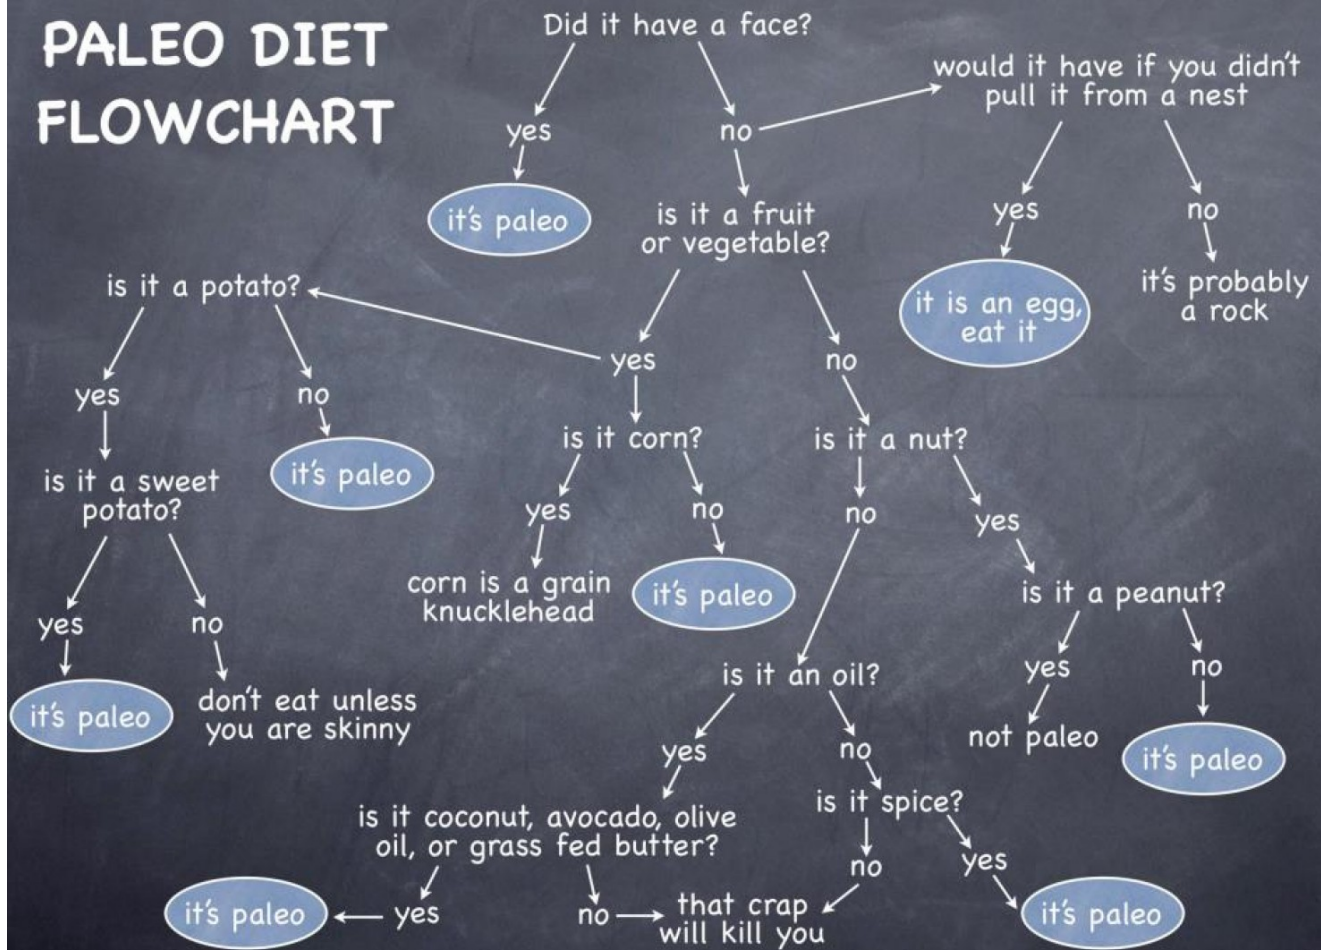 PALEO DIET
FLOWCHART
Did it have a face?
would it have if you didn't
pull it from a nest
yes
no
it's paleo
is it a fruit
or vegetable?
yes
no
it is an egg,
eat it
it's probably
a rock
is it a potato?
yes
no
yes
no
it's paleo
is it corn?
is it a nut?
is it a sweet
potato?
yes
no
no
yes
corn is a grain
knucklehead
it's paleo
is it a peanut?
yes
no
yes
no
it's paleo
don't eat unless
you are skinny
is it an oil?
not paleo
it's paleo
yes
no
is it coconut, avocado, olive
oil, or grass fed butter?
is it spice?
no
yes
it's paleo
yes
no
that crap
will kill you
it's paleo